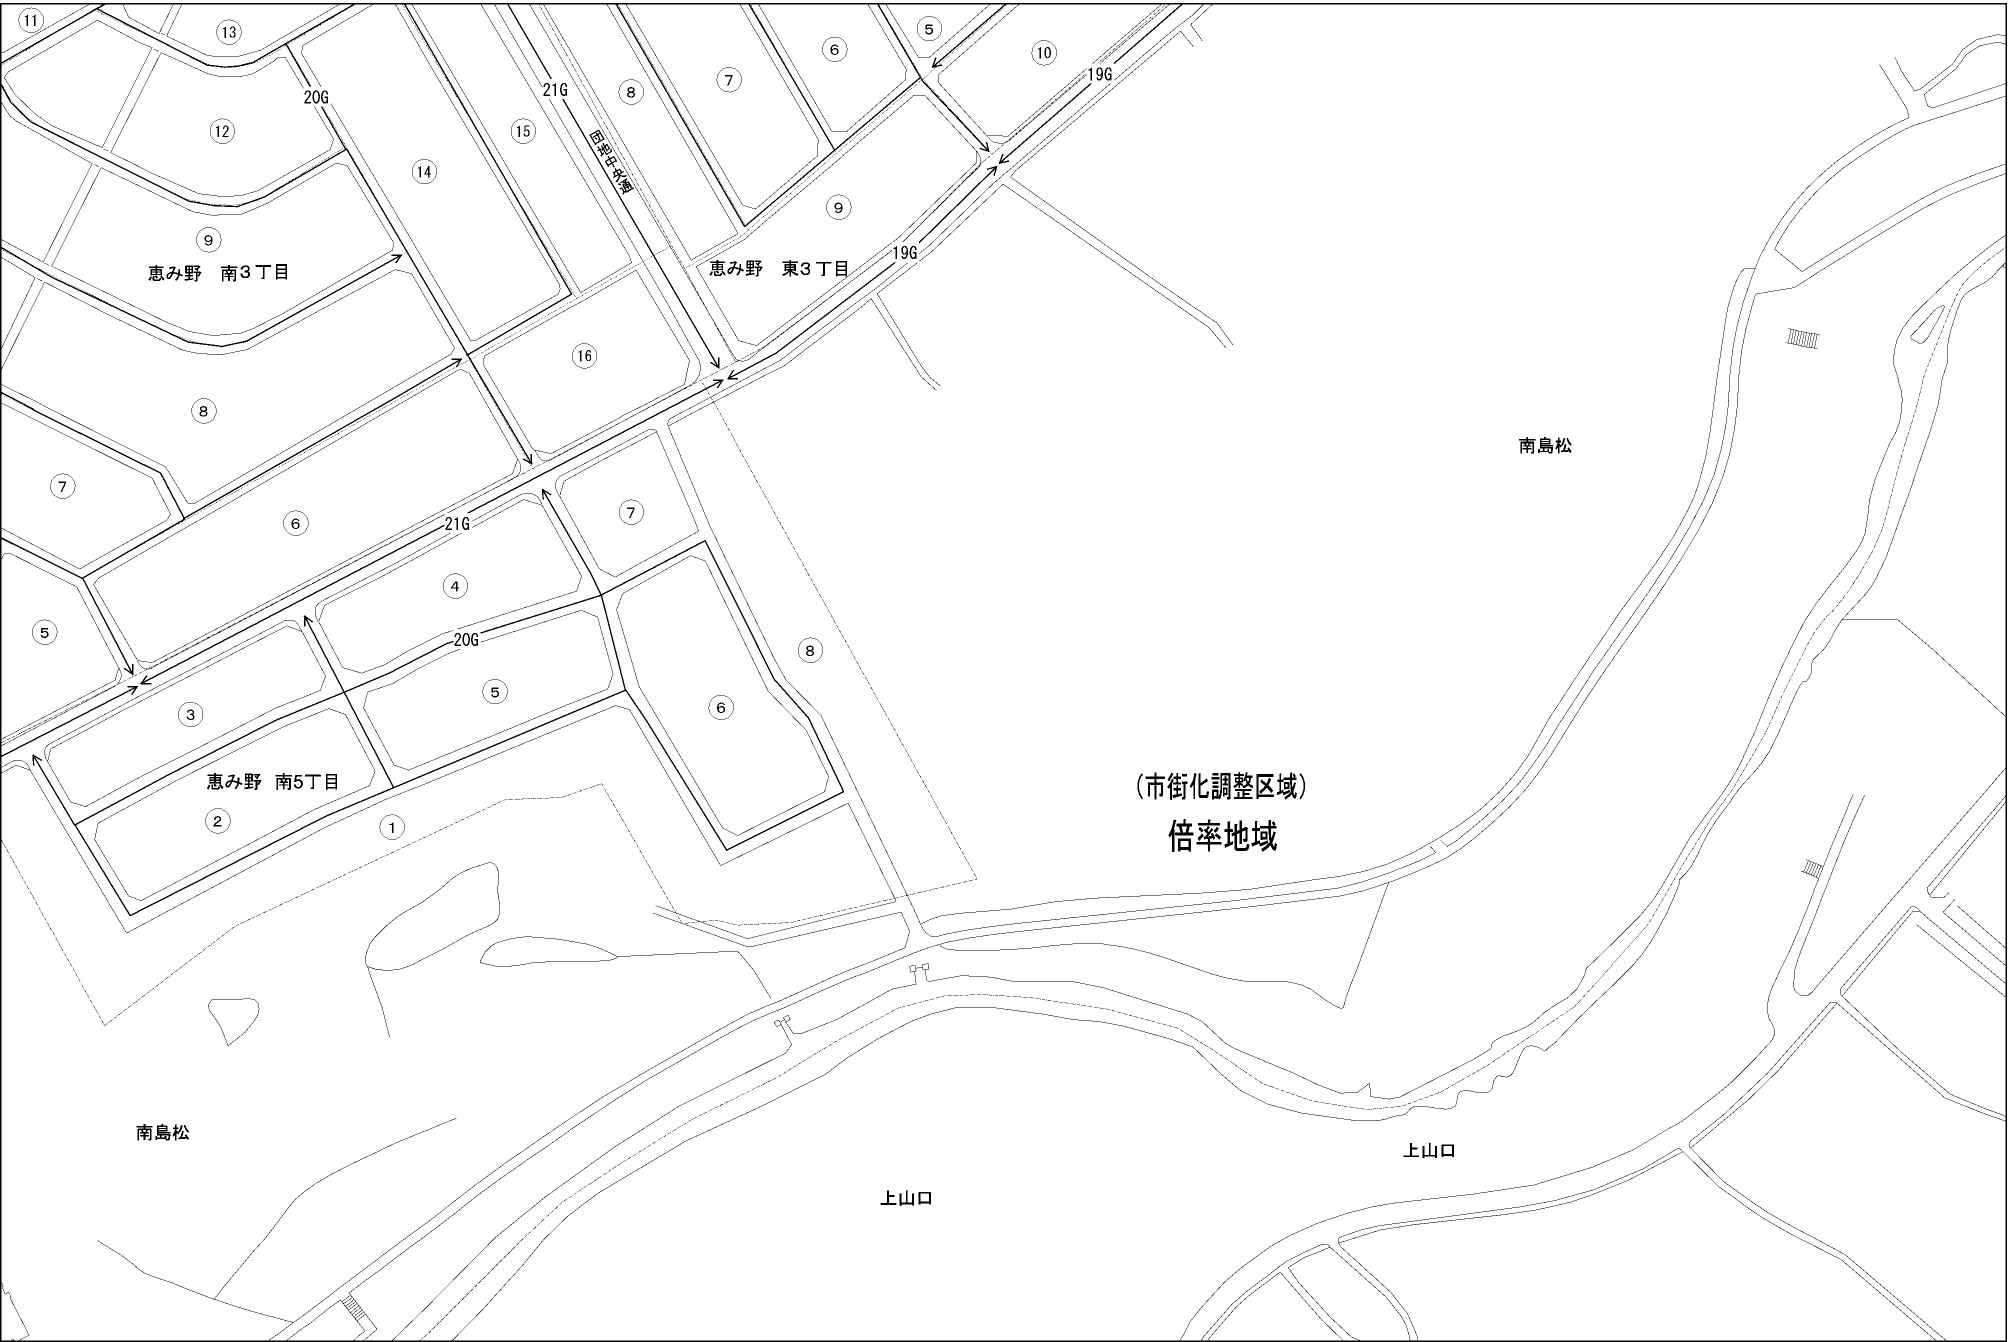 ⑪
⑬
⑤
⑥
⑩
⑦
19G
21G
⑧
20G
⑫
⑮
団地中央通
⑭
⑨
⑨
恵み野　南3丁目
19G
恵み野　東3丁目
⑯
⑧
南島松
⑦
⑦
⑥
21G
④
⑤
20G
⑧
⑤
⑥
③
恵み野　南5丁目
②
①
(市街化調整区域)
倍率地域
南島松
上山口
上山口